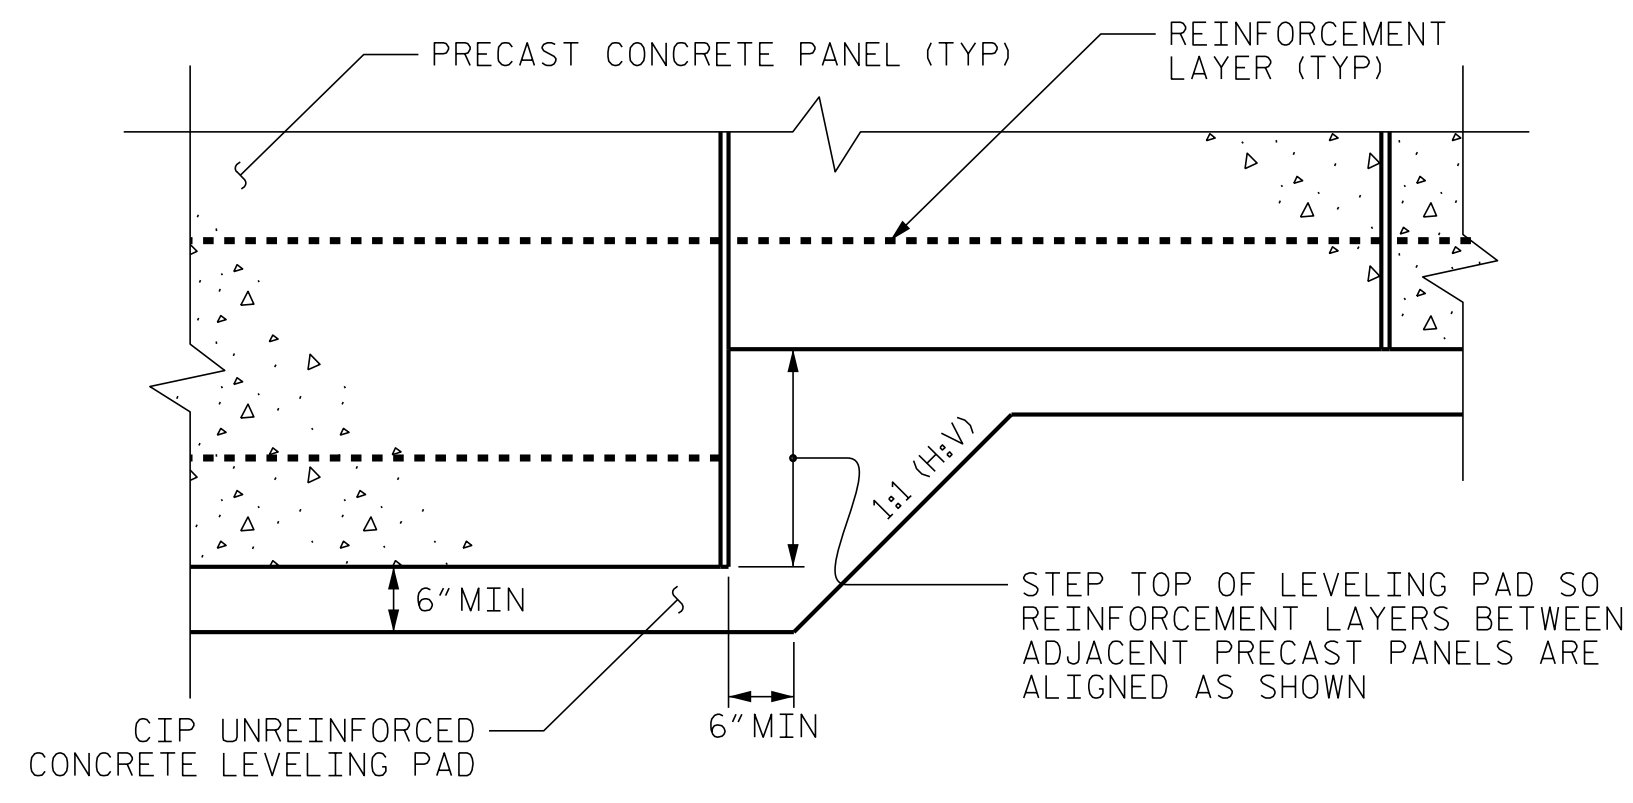 PRECAST CONCRETE PANEL (TYP)
REINFORCEMENT
LAYER (TYP)
1:1 (H:V)
6" MIN
STEP TOP OF LEVELING PAD SO
REINFORCEMENT LAYERS BETWEEN
ADJACENT PRECAST PANELS ARE
ALIGNED AS SHOWN
6" MIN
CIP UNREINFORCED
CONCRETE LEVELING PAD